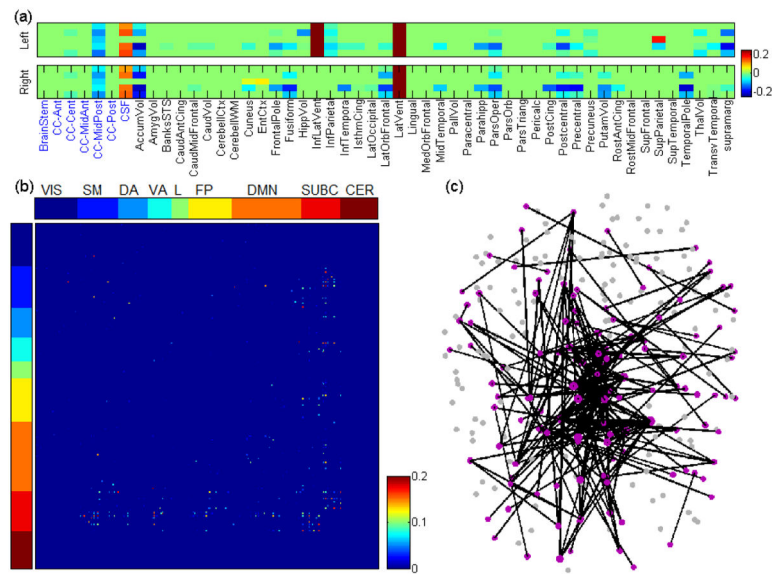 (a)
Left
Right
0.2
0
-0.2
BrainStem
CC-Ant
CC-Cent
CC-MidAnt
CC-MidPost
CC-Post
CSF
AccumVol
AmygVol
BanksSTS
CaudAntCing
CaudMidFrontal
CaudVol
CerebellCtx
CerebellWM
Cuneus
EntCtx
FrontalPole
Fusiform
HippVol
InfLatVent
InfParietal
InfTempora
IsthmCing
LatOccipital
LatOrbFrontal
LatVent
Lingual
MedOrbFrontal
MidTemporal
PallVol
Paracentral
Parahipp
ParsOper
ParsOrb
ParsTriang
Pericalc
PostCing
Postcentral
Precentral
Precuneus
PutamVol
RostAntCing
RostMidFrontal
SupFrontal
SupParietal
SupTemporal
TemporalPole
ThalVol
TransvTempora
supramarg
(b)
VIS SM DA VA L FP DMN SUBC CER
0.2
0.1
0
(c)